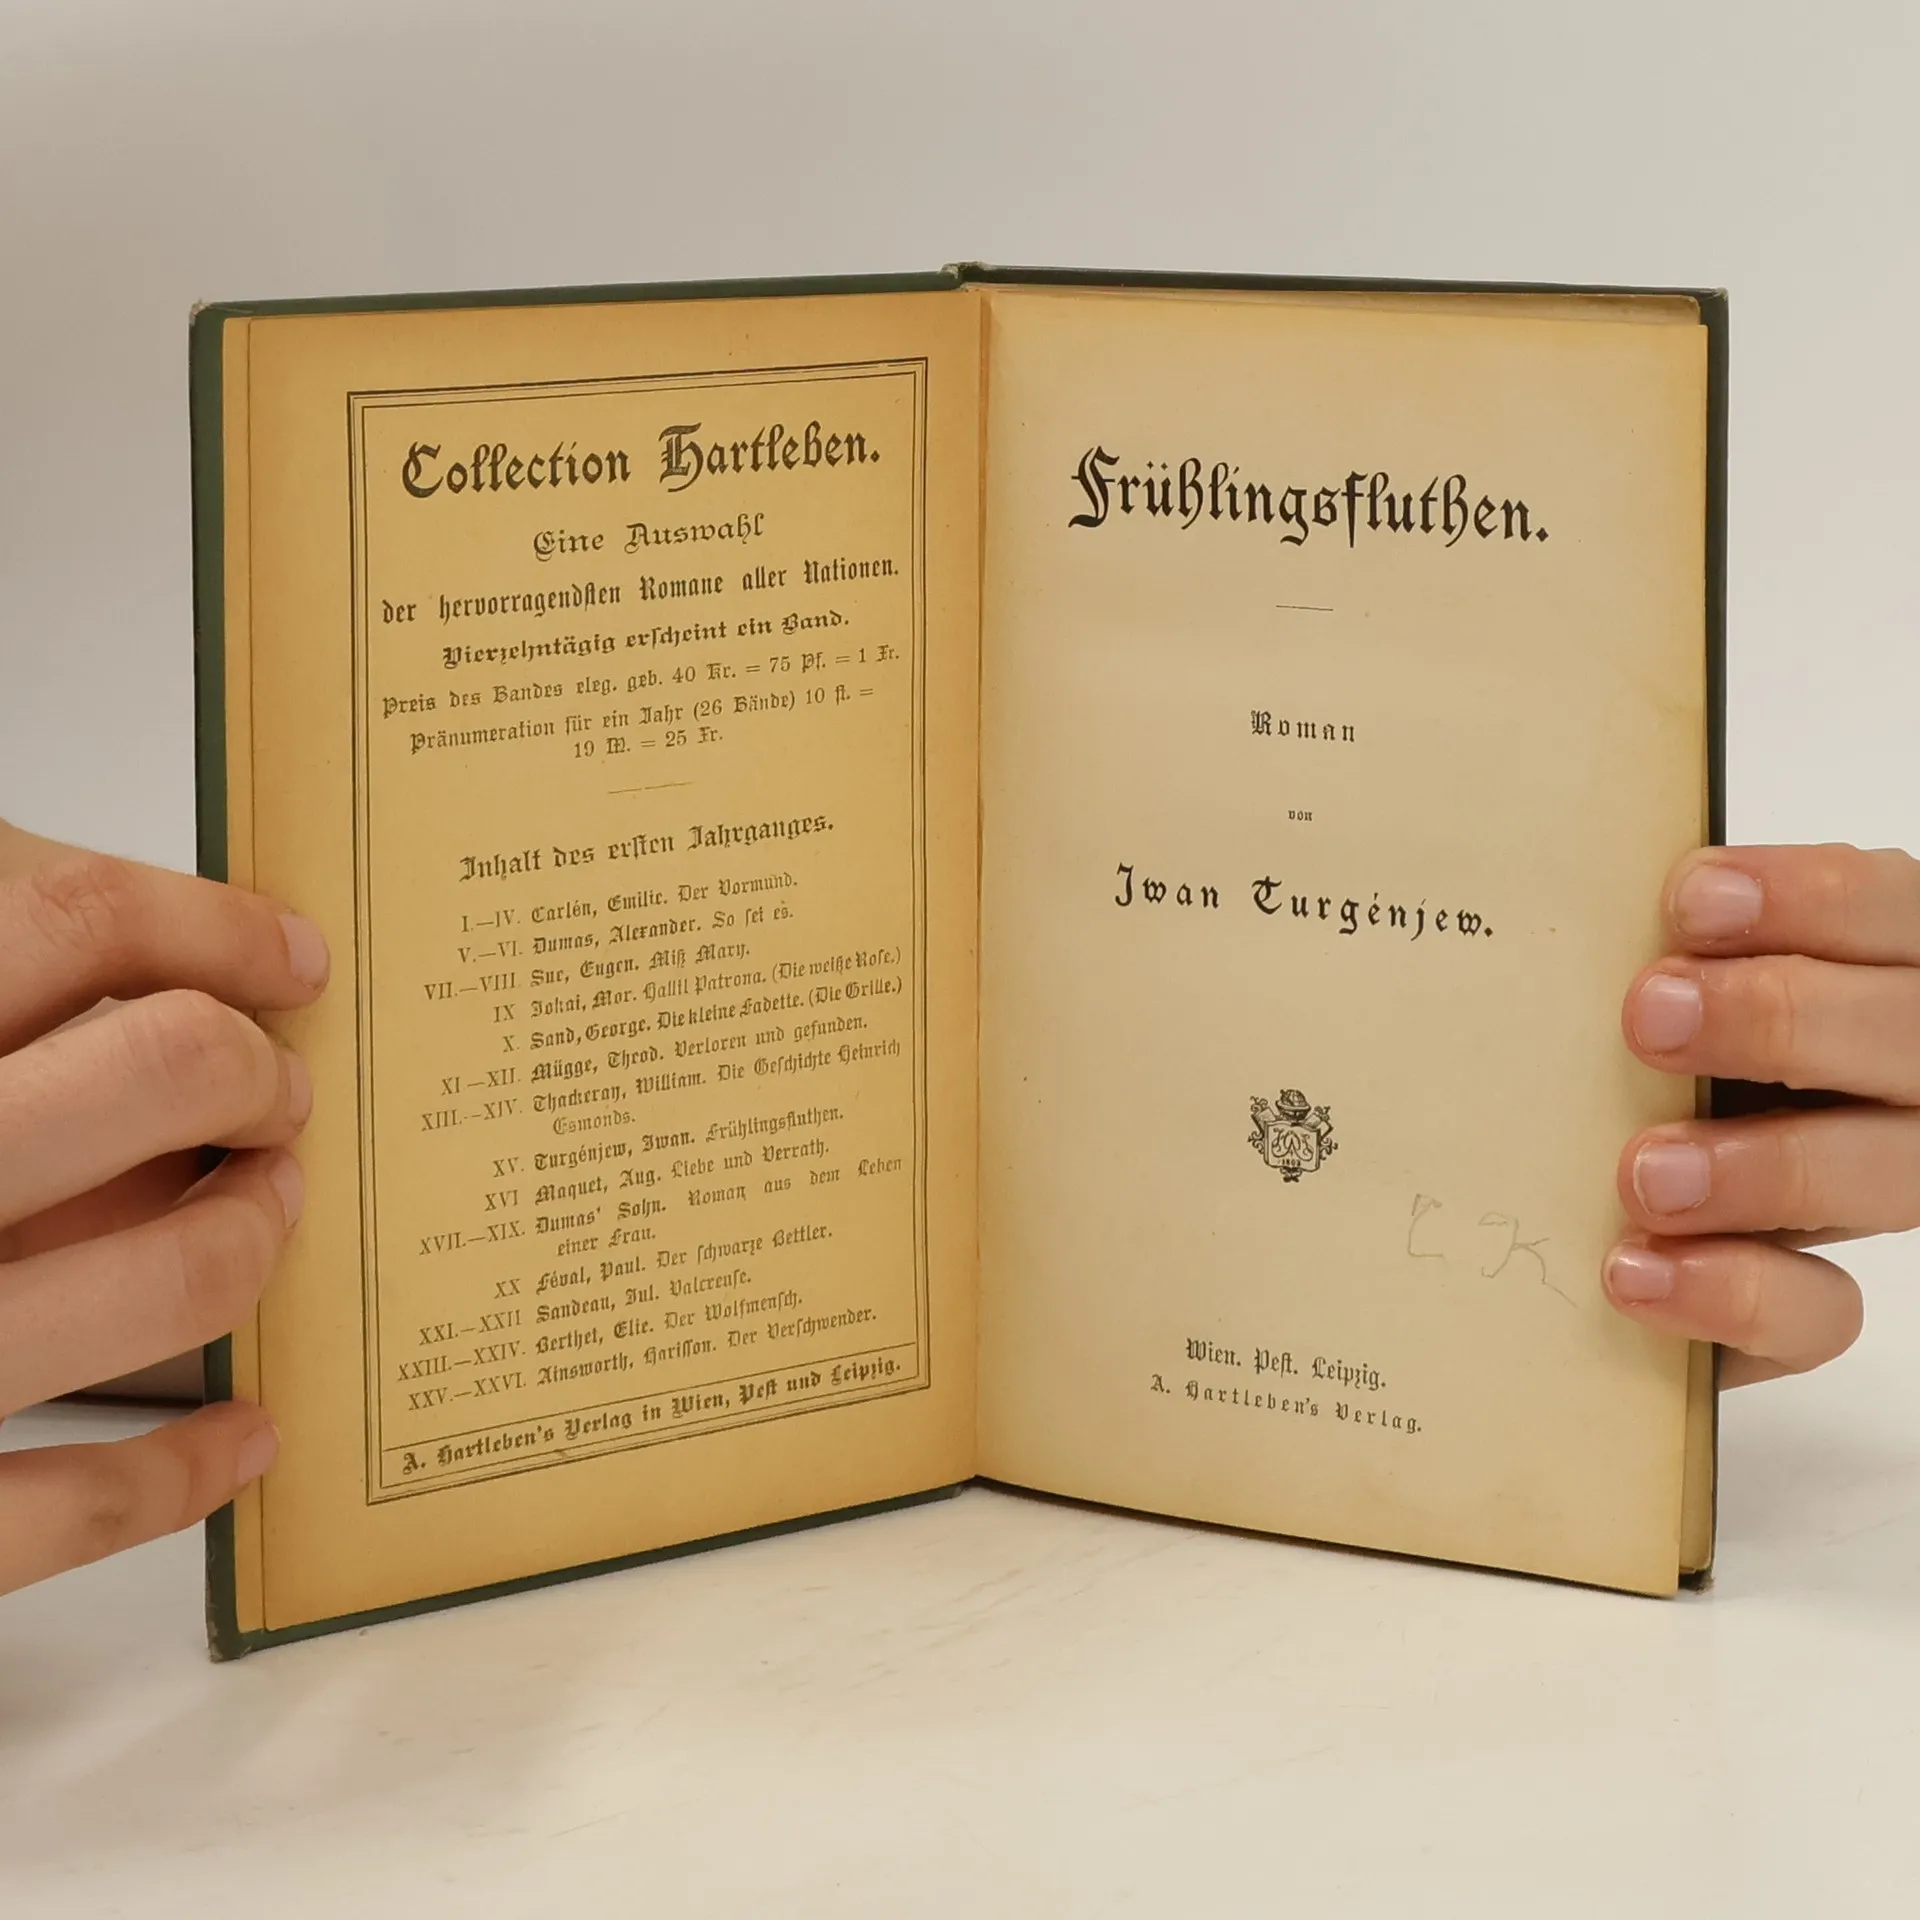 Collection Hartleben.
Eine Auswahl
der hervorragendsten Romane aller Nationen.
Vierzehntägig erscheint ein Band.
Preis des Bandes eleg. geb. 40 Kr. = 75 Pf. = 1 Fr.
Pränumeration für ein Jahr (26 Bände) 10 fl. =
19 M. = 25 Fr.
Inhalt des ersten Jahrganges.
I.—IV. Carlén, Emilie. Der Vormund.
V.—VI. Dumas, Alexander. So sei es.
VII.—VIII. Sue, Eugen. Miß Mary.
IX Jokai, Mor. Hallil Patrona. (Die weiße Rose.)
X. Sand, George. Die kleine Fadette. (Die Grille.)
XI—XII. Mügge, Theod. Verloren und gefunden.
XIII.—XIV. Thackeray, William. Die Geschichte Heinrich
Esmonds.
XV. Turgénjew, Iwan. Frühlingsfluthen.
XVI Maquet, Aug. Liebe und Verrath.
XVII.—XIX. Dumas' Sohn. Roman aus dem Leben
einer Frau.
XX Féval, Paul. Der schwarze Bettler.
XXI.—XXII Sandeau, Jul. Valcreuse.
XXIII.—XXIV. Berthet, Elie. Der Wolfmensch.
XXV.—XXVI. Ainsworth, Harisson. Der Verschwender.
A. Hartleben's Verlag in Wien, Pest und Leipzig.
Frühlingsfluthen.
Roman
von
Iwan Turgénjew.
Wien. Pest. Leipzig.
A. Hartleben's Verlag.